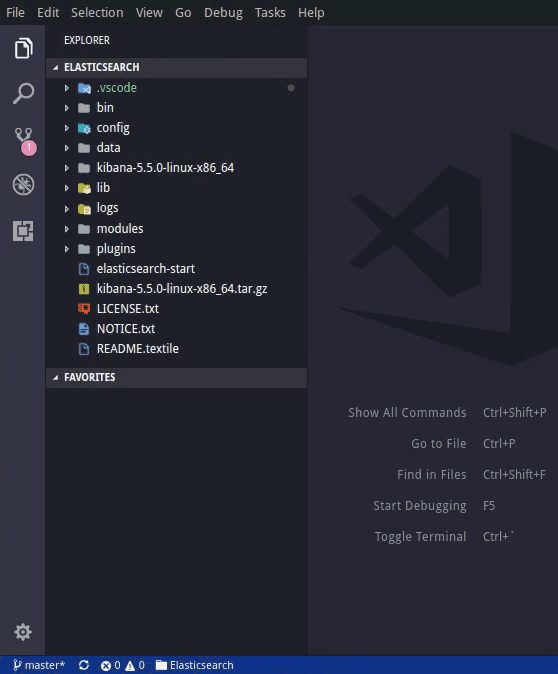 File Edit Selection View Go Debug Tasks Help
EXPLORER
ELASTICSEARCH
.vscode
bin
config
data
kibana-5.5.0-linux-x86_64
lib
logs
modules
plugins
elasticsearch-start
kibana-5.5.0-linux-x86_64.tar.gz
LICENSE.txt
NOTICE.txt
README.textile
FAVORITES
1
Show All Commands Ctrl+Shift+P
Go to File Ctrl+P
Find in Files Ctrl+Shift+F
Start Debugging F5
Toggle Terminal Ctrl+`
master* 0 0 Elasticsearch